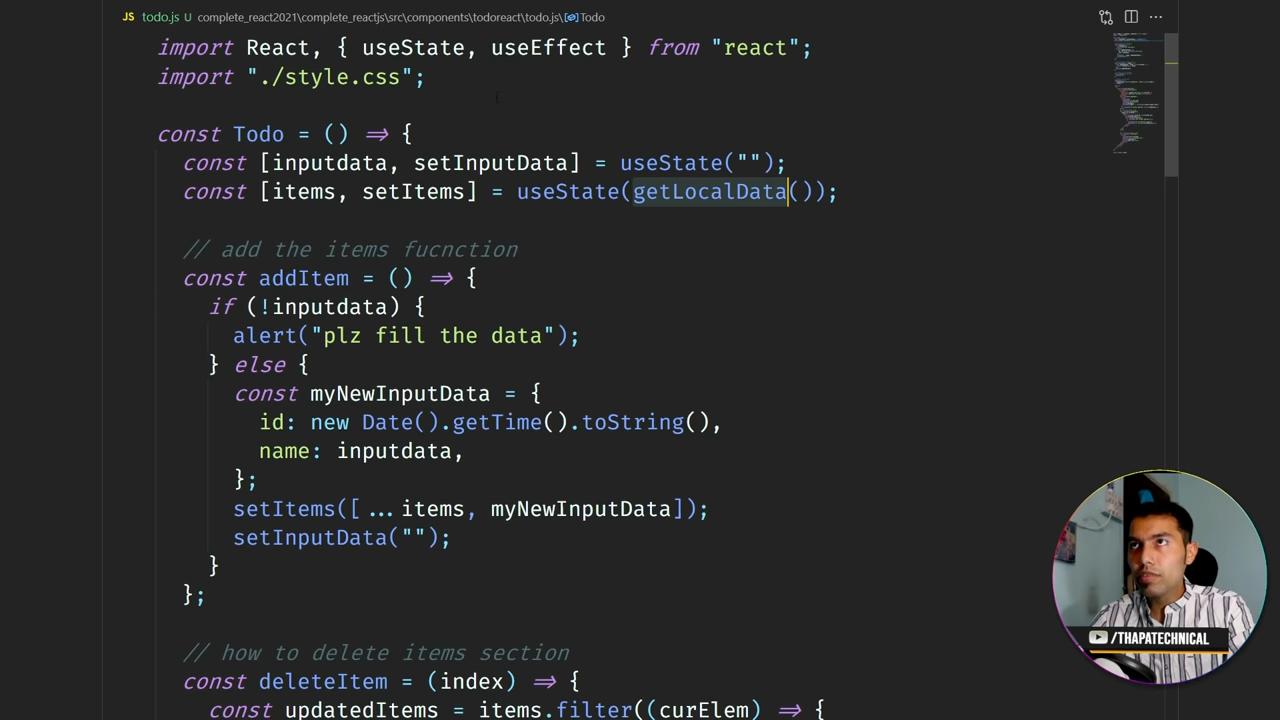 JS todo.js U complete_react2021\complete_reactjs\src\components\todoreact\todo.js\Todo
import React, { useState, useEffect } from "react";
import "./style.css";
const Todo = () => {
const [inputdata, setInputData] = useState("");
const [items, setItems] = useState(getLocalData());
// add the items fucnction
const addItem = () => {
if (!inputdata) {
alert("plz fill the data");
} else {
const myNewInputData = {
id: new Date().getTime().toString(),
name: inputdata,
};
setItems([...items, myNewInputData]);
setInputData("");
}
};
// how to delete items section
const deleteItem = (index) => {
const updatedItems = items.filter((curElem) => {
/THAPATECHNICAL